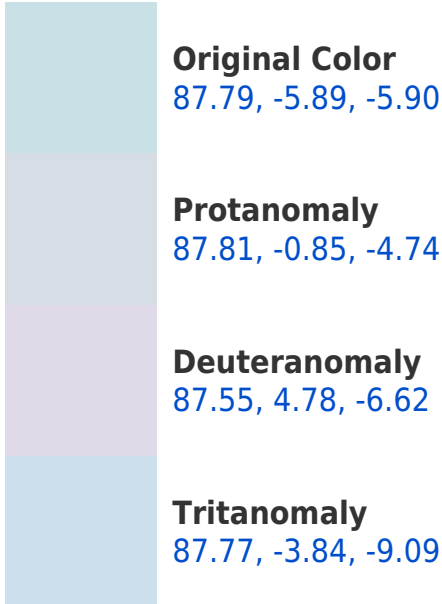 Original Color
87.79, -5.89, -5.90
Protanomaly
87.81, -0.85, -4.74
Deuteranomaly
87.55, 4.78, -6.62
Tritanomaly
87.77, -3.84, -9.09